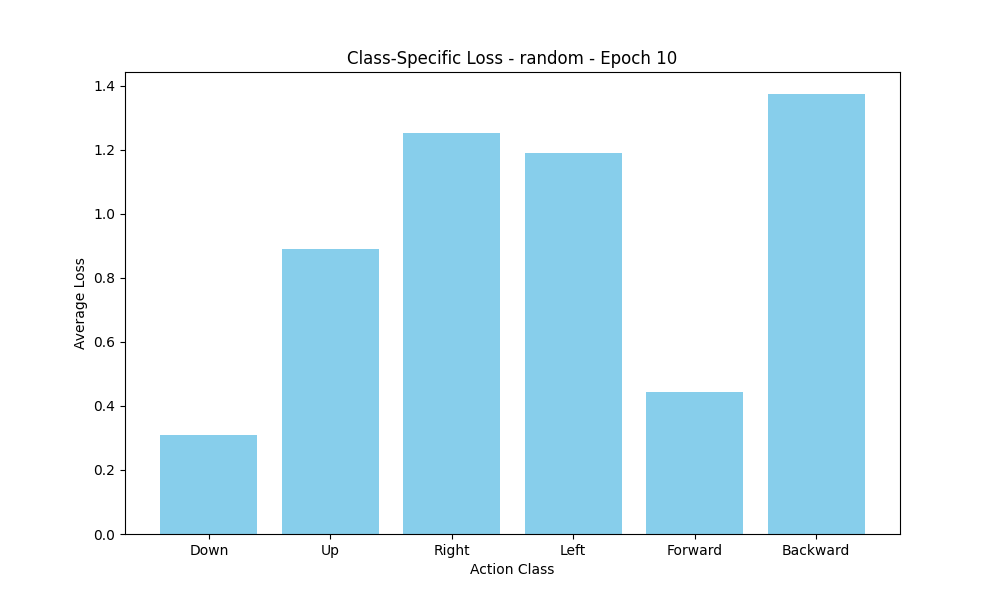 Class-Specific Loss - random - Epoch 10
Average Loss
1.4
1.2
1.0
0.8
0.6
0.4
0.2
0.0
Down Up Right Left Forward Backward
Action Class